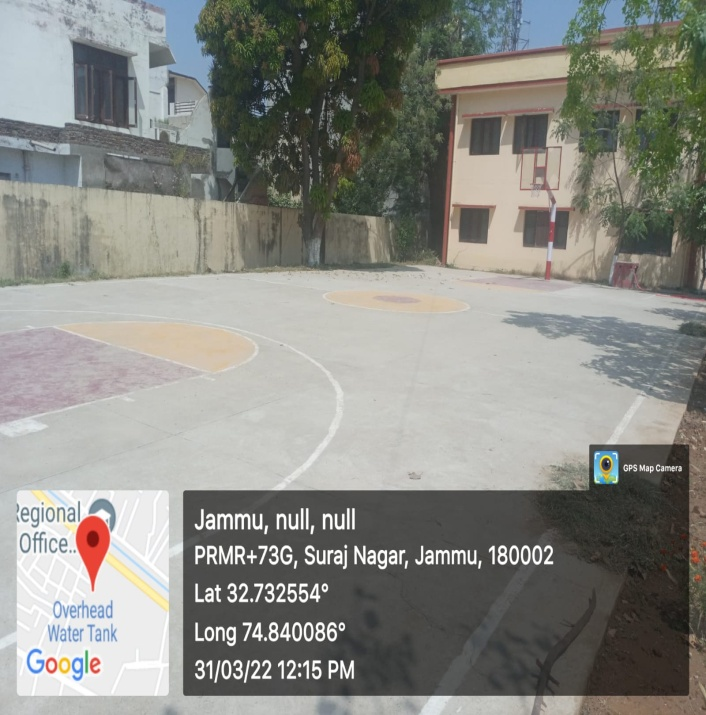 GPS Map Camera
Regional
Office..
Overhead
Water Tank
Google
Jammu, null, null
PRMR+73G, Suraj Nagar, Jammu, 180002
Lat 32.732554°
Long 74.840086°
31/03/22 12:15 PM